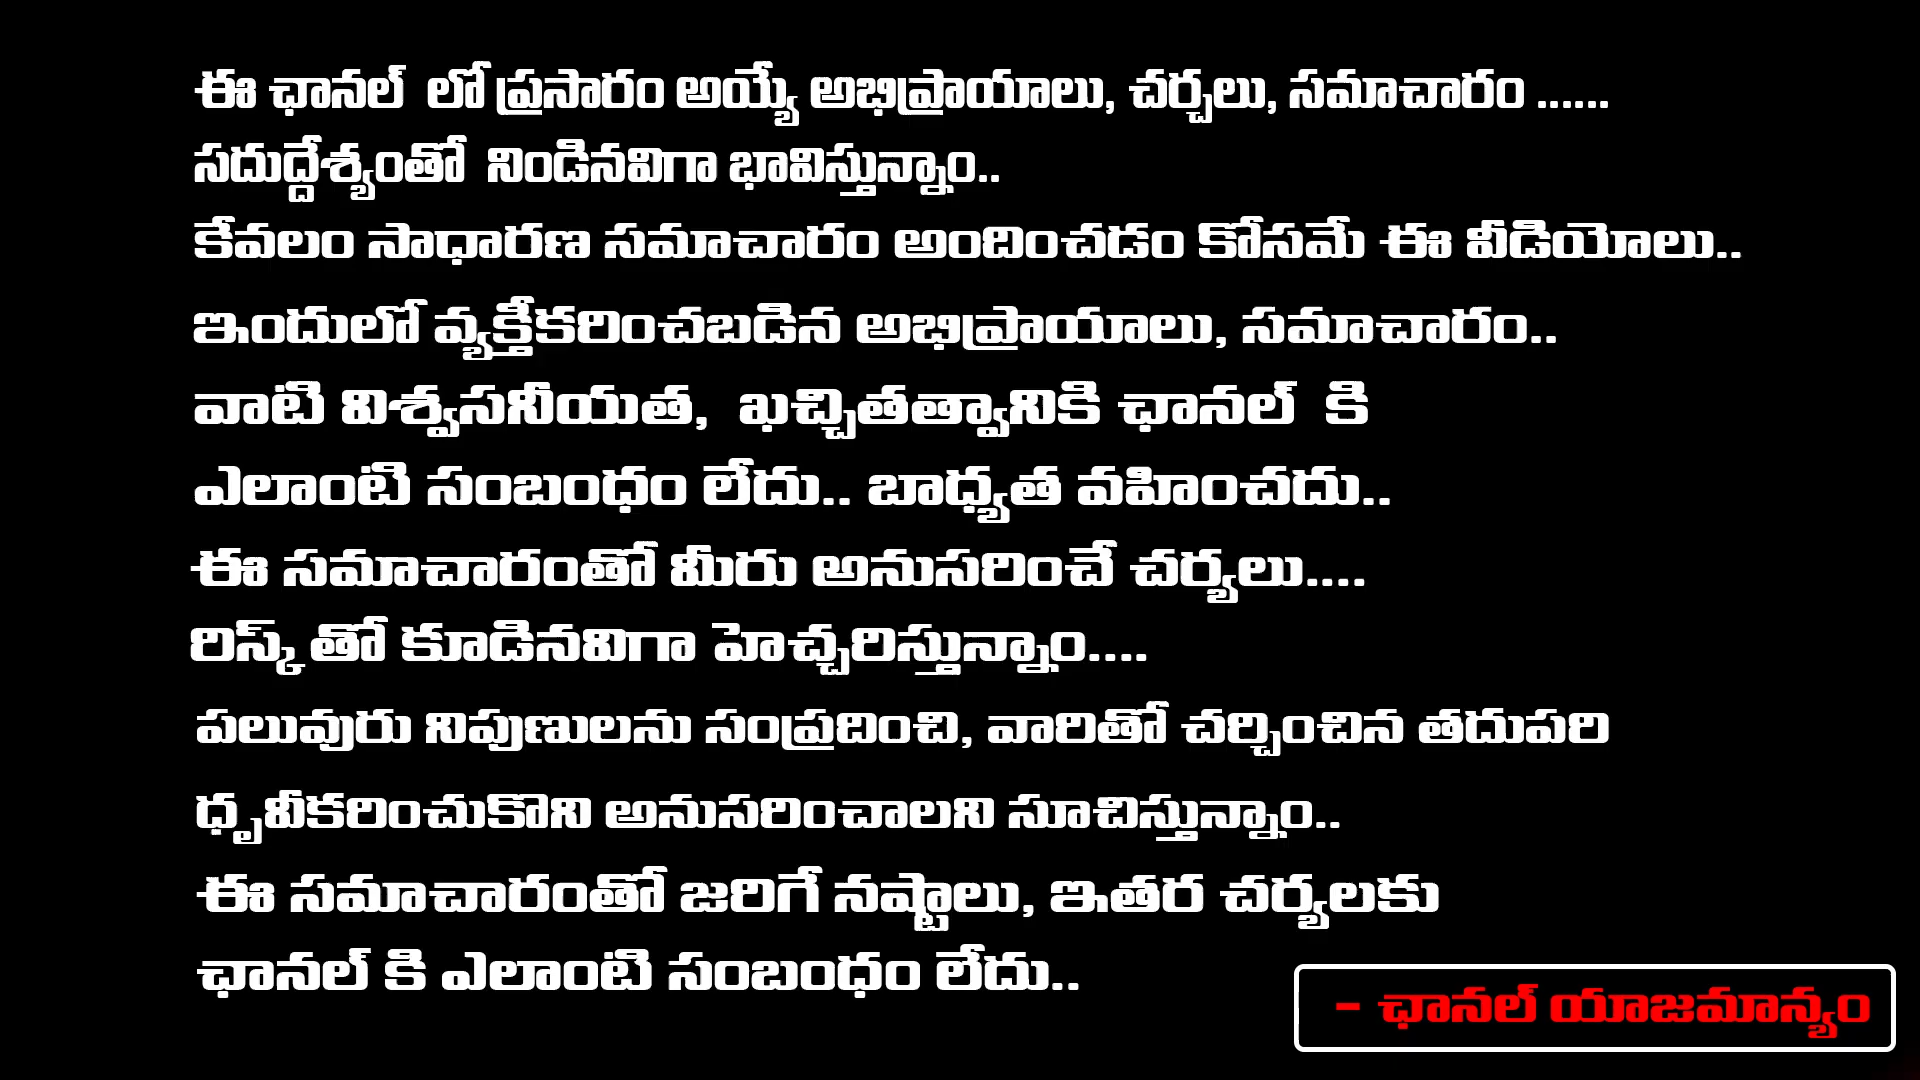 ఈ ఛానల్ లో ప్రసారం అయ్యే అభిప్రాయాలు, చర్చలు, సమాచారం ......
సదుద్దేశ్యంతో నిండినవిగా భావిస్తున్నాం..
కేవలం సాధారణ సమాచారం అందించడం కోసమే ఈ వీడియోలు..
ఇందులో వ్యక్తీకరించబడిన అభిప్రాయాలు, సమాచారం..
వాటి విశ్వసనీయత, ఖచ్చితత్వానికి ఛానల్ కి
ఎలాంటి సంబంధం లేదు.. బాధ్యత వహించదు..
ఈ సమాచారంతో మీరు అనుసరించే చర్యలు....
రిస్క్ తో కూడినవిగా హెచ్చరిస్తున్నాం....
పలువురు నిపుణులను సంప్రదించి, వారితో చర్చించిన తదుపరి
ధృవీకరించుకొని అనుసరించాలని సూచిస్తున్నాం..
ఈ సమాచారంతో జరిగే నష్టాలు, ఇతర చర్యలకు
ఛానల్ కి ఎలాంటి సంబంధం లేదు..
- ఛానల్ యాజమాన్యం